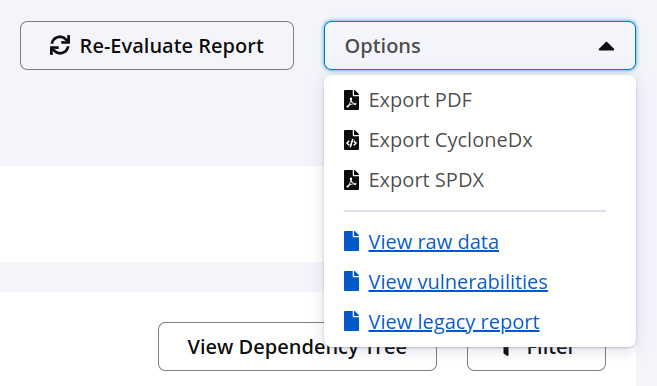 Re-Evaluate Report
Options
Export PDF
Export CycloneDx
Export SPDX
View raw data
View vulnerabilities
View legacy report
View Dependency Tree
Filter